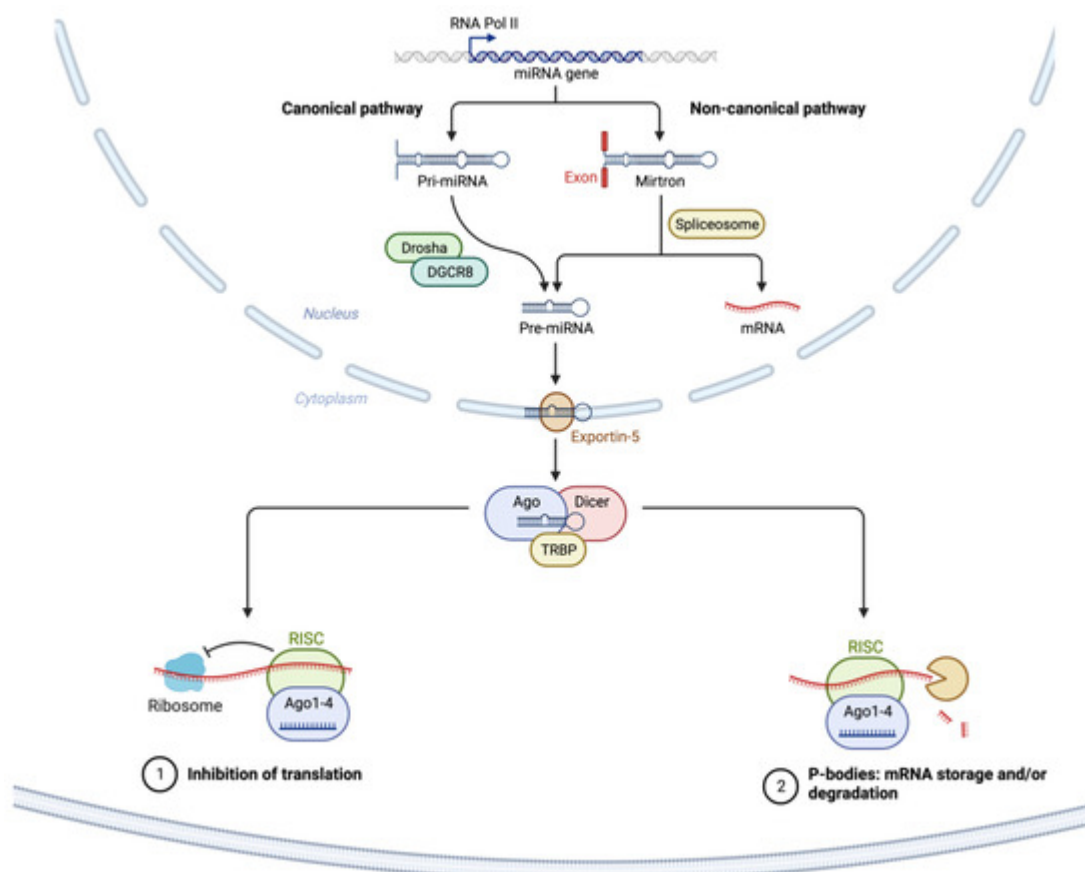 RNA Pol II
miRNA gene
Canonical pathway
Non-canonical pathway
Pri-miRNA
Exon
Mirtron
Spliceosome
Drosha
DGCR8
Nucleus
Pre-miRNA
mRNA
Cytoplasm
Exportin-5
Ago
Dicer
TRBP
RISC
Ribosome
Ago1-4
1
Inhibition of translation
RISC
Ago1-4
2
P-bodies: mRNA storage and/or
degradation